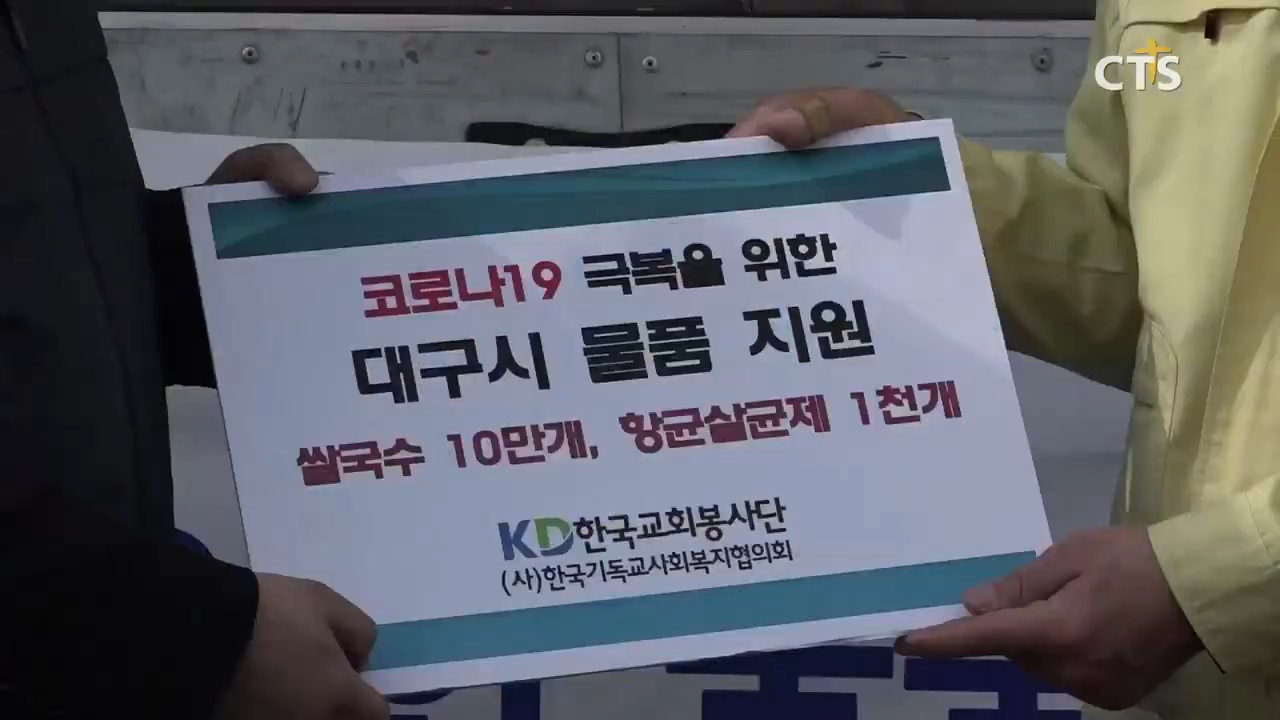 CTS
코로나19 극복을 위한
대구시 물품 지원
쌀국수 10만개, 항균살균제 1천개
KD한국교회봉사단
(사)한국기독교사회복지협의회